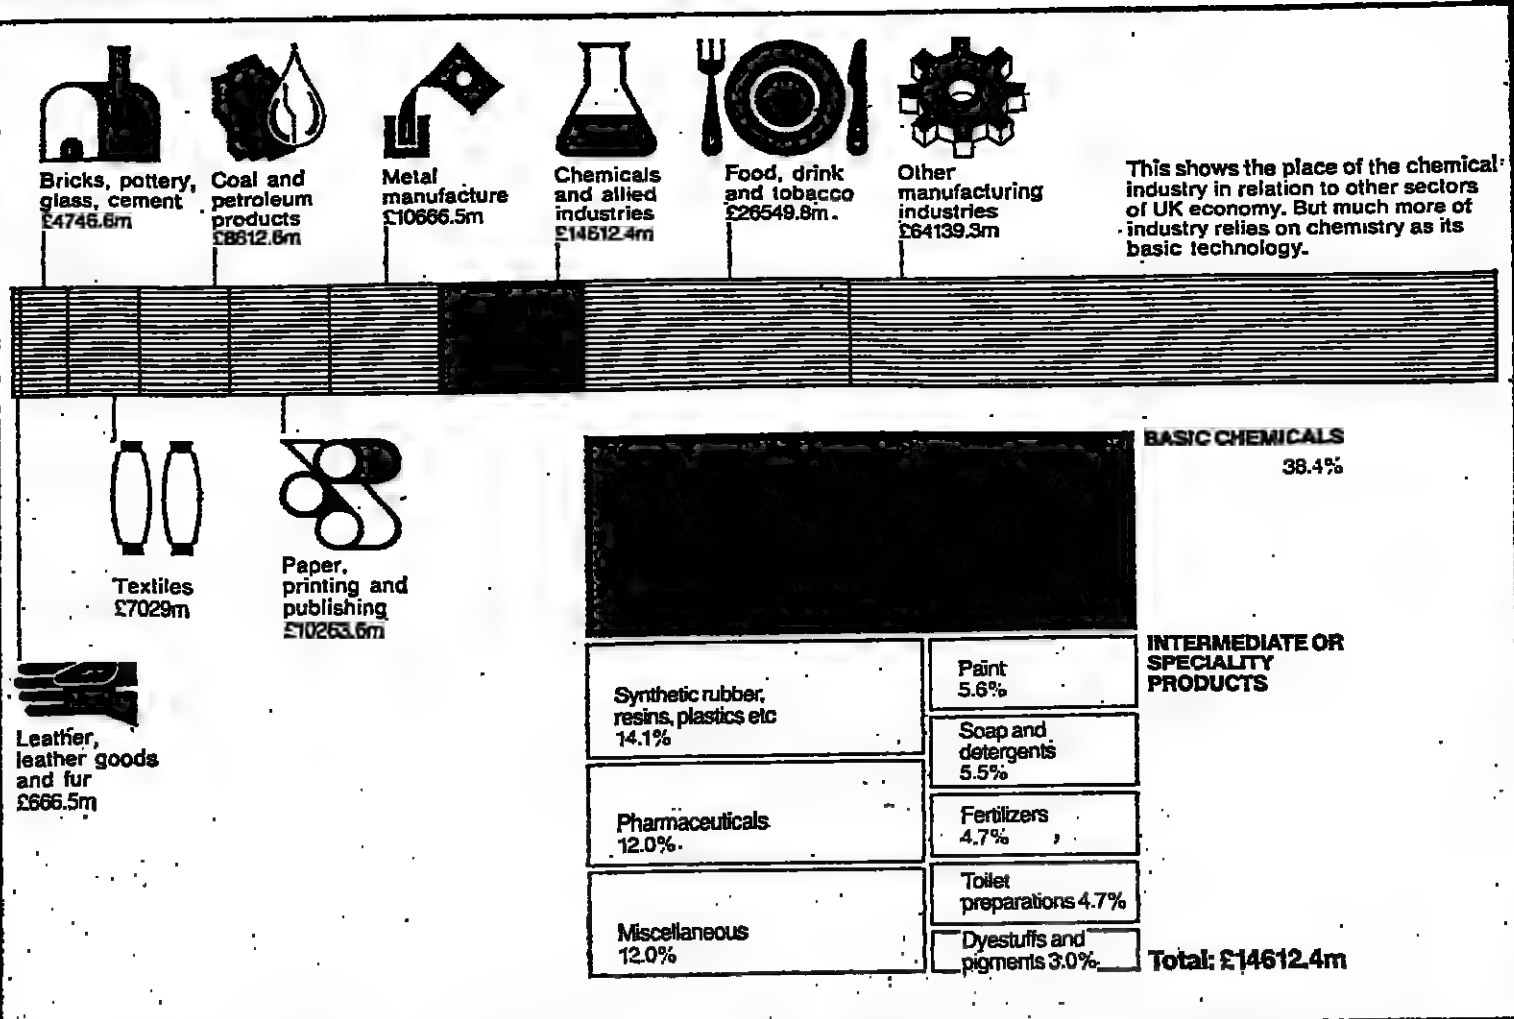 Bricks, pottery,
glass, cement
£4746.6m
Coal and
petroleum
products
£8612.6m
Metal
manufacture
£10666.5m
Chemicals
and allied
industries
£14612.4m
Food, drink
and tobacco
£26549.8m.
Other
manufacturing
industries
£64139.3m
This shows the place of the chemical
industry in relation to other sectors
of UK economy. But much more of
industry relies on chemistry as its
basic technology.
Textiles
£7029m
Paper,
printing and
publishing
£10263.6m
Leather,
leather goods
and fur
£666.5m
BASIC CHEMICALS
38.4%
INTERMEDIATE OR
SPECIALITY
PRODUCTS
Synthetic rubber,
resins, plastics etc
14.1%
Pharmaceuticals
12.0%
Miscellaneous
12.0%
Paint
5.6%
Soap and
detergents
5.5%
Fertilizers
4.7%
Toilet
preparations 4.7%
Dyestuffs and
pigments 3.0%
Total: £14612.4m